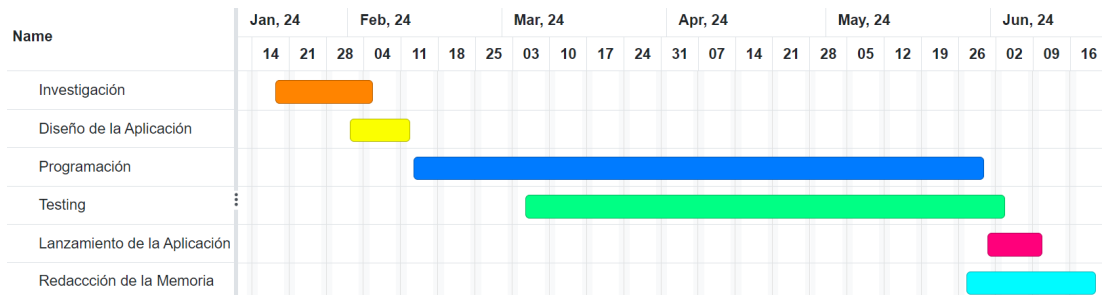 Name
Jan, 24 Feb, 24 Mar, 24 Apr, 24 May, 24 Jun, 24
14 21 28 04 11 18 25 03 10 17 24 31 07 14 21 28 05 12 19 26 02 09 16
Investigación
Diseño de la Aplicación
Programación
Testing
Lanzamiento de la Aplicación
Redaccción de la Memoria